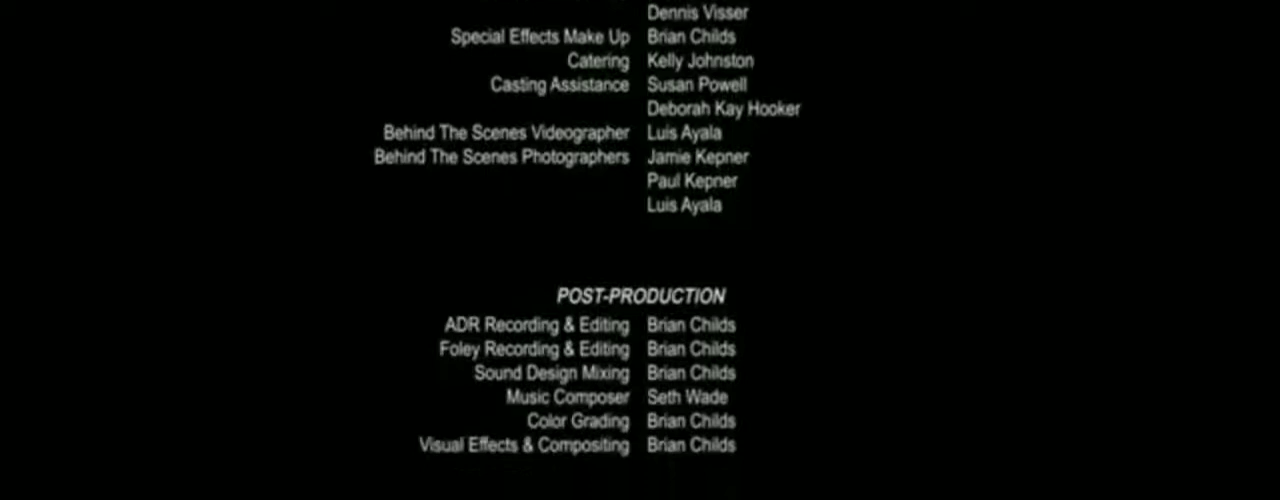 Dennis Visser
Special Effects Make Up Brian Childs
Catering Kelly Johnston
Casting Assistance Susan Powell
Deborah Kay Hooker
Behind The Scenes Videographer Luis Ayala
Behind The Scenes Photographers Jamie Kepner
Paul Kepner
Luis Ayala
POST-PRODUCTION
ADR Recording & Editing Brian Childs
Foley Recording & Editing Brian Childs
Sound Design Mixing Brian Childs
Music Composer Seth Wade
Color Grading Brian Childs
Visual Effects & Compositing Brian Childs